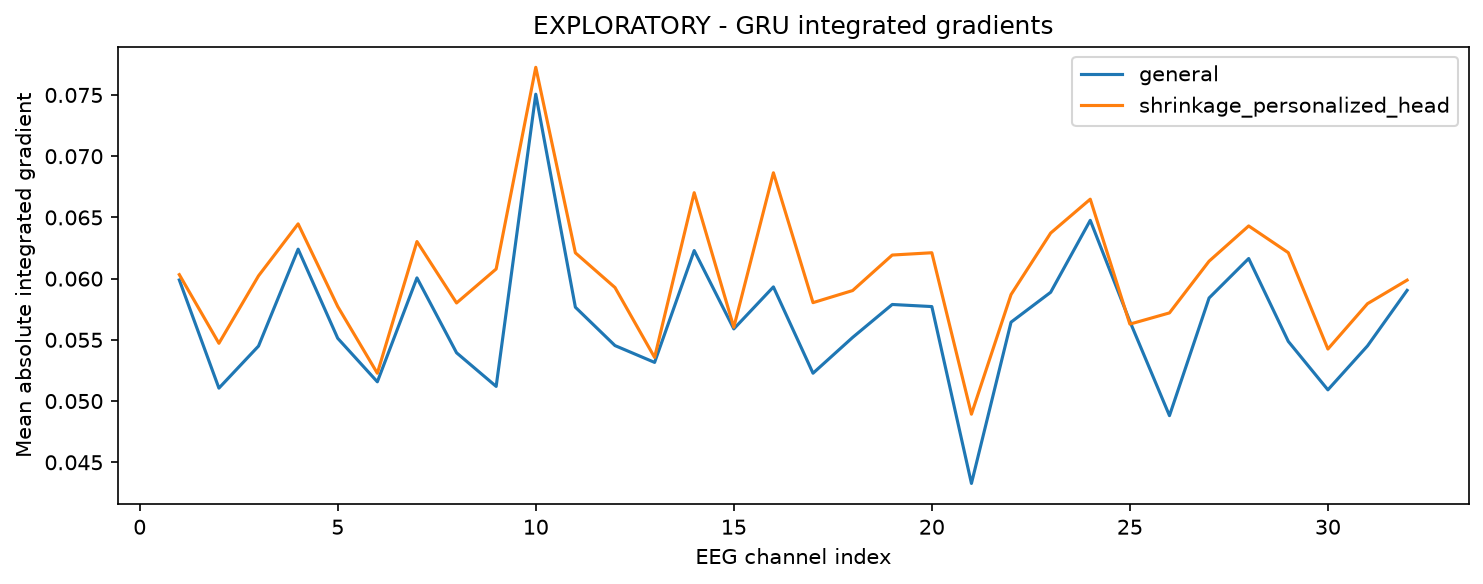 EXPLORATORY - GRU integrated gradients
general
shrinkage_personalized_head
Mean absolute integrated gradient
0.075
0.070
0.065
0.060
0.055
0.050
0.045
0 5 10 15 20 25 30
EEG channel index